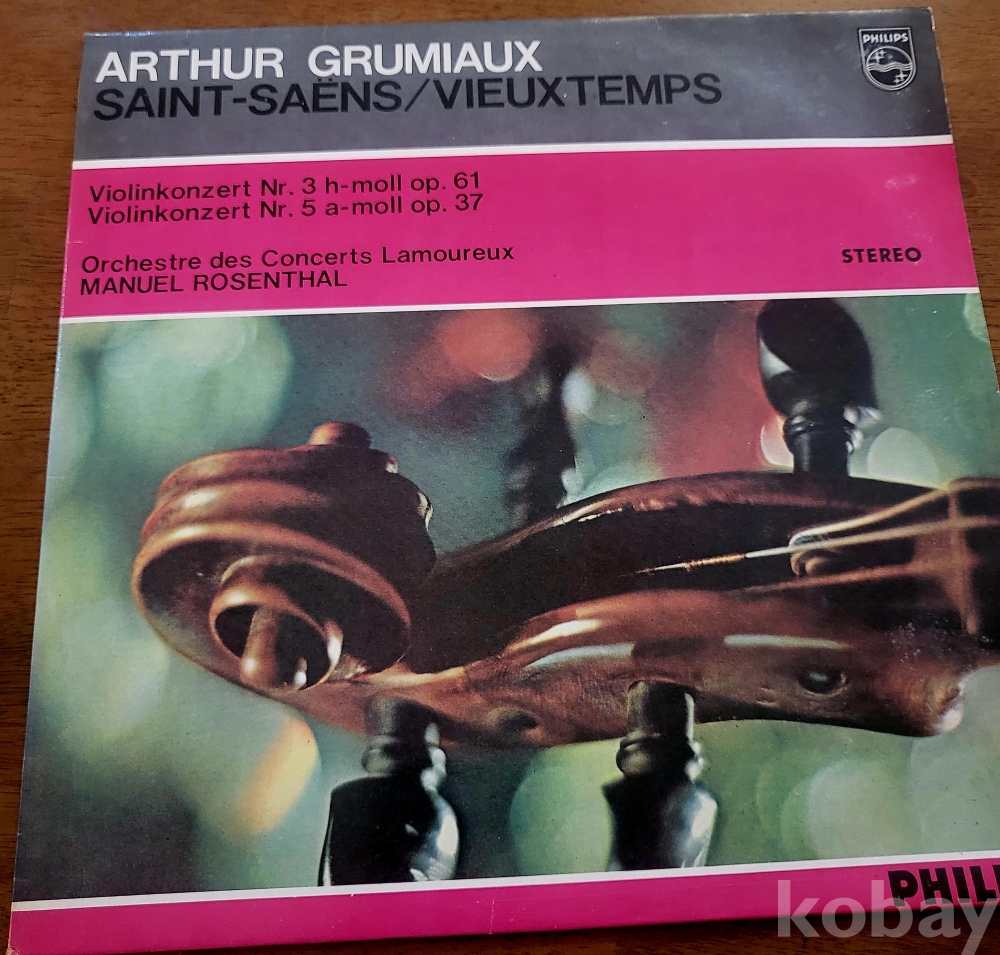 ARTHUR GRUMIAUX
SAINT-SAËNS/VIEUXTEMPS
PHILIPS
Violinkonzert Nr. 3 h-moll op. 61
Violinkonzert Nr. 5 a-moll op. 37
Orchestre des Concerts Lamoureux
MANUEL ROSENTHAL
STEREO
PHILI
kobay